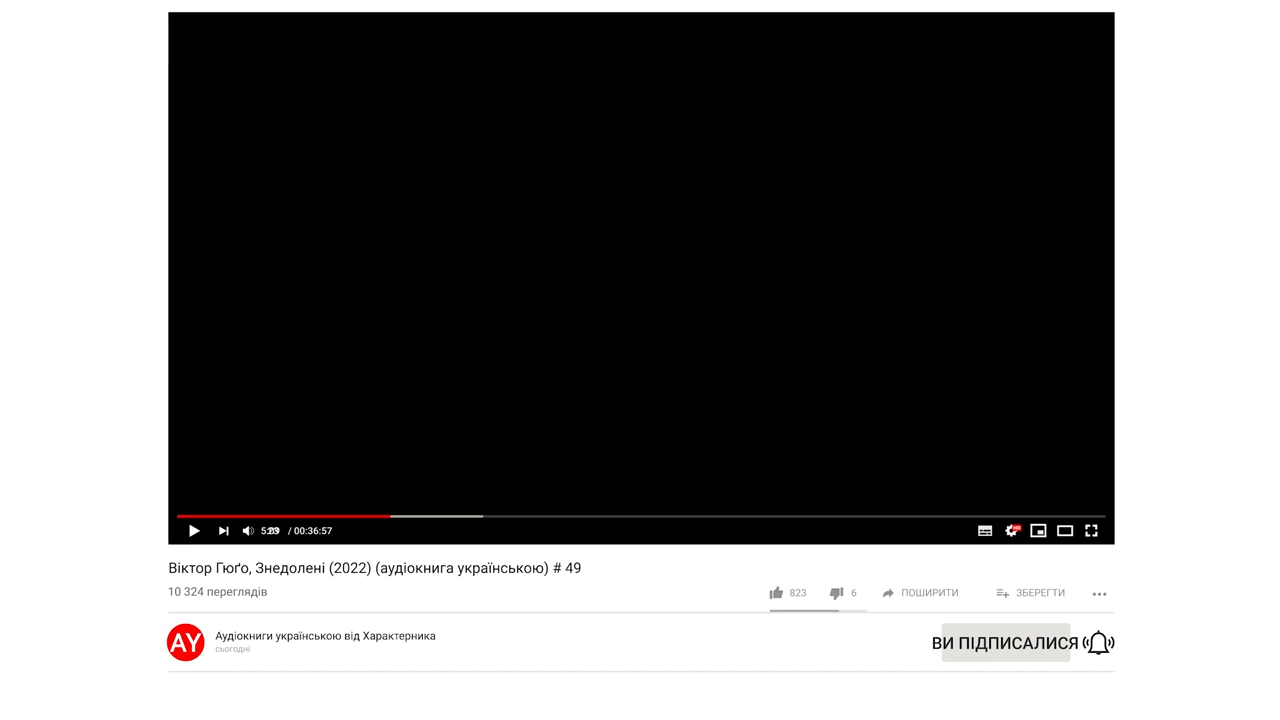 / 00:36:57
HD
Віктор Гюґо, Знедолені (2022) (аудіокнига українською) # 49
10 324 переглядів
823 6 ПОШИРИТИ ЗБЕРЕГТИ
АУ Аудіокниги українською від Характерника
сьогодні
ВИ ПІДПИСАЛИСЯ